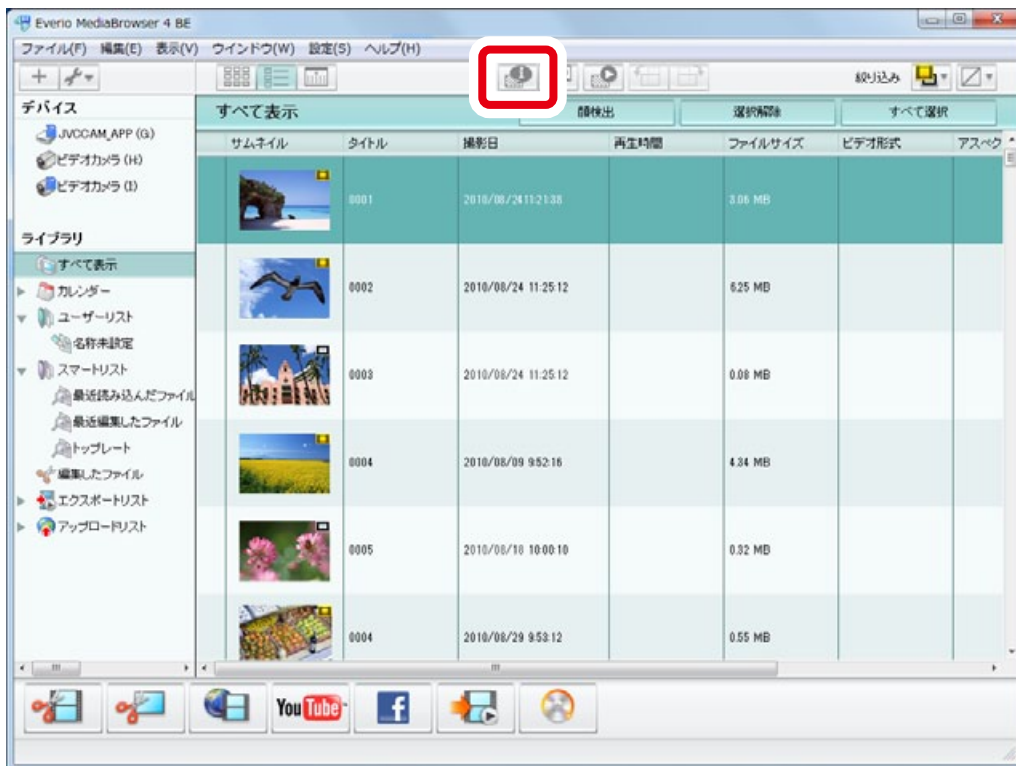 Everio MediaBrowser 4 BE
ファイル(F) 編集(E) 表示(V) ウインドウ(W) 設定(S) ヘルプ(H)
絞り込み
デバイス
JVCCAM_APP (G)
ビデオカメラ (H)
ビデオカメラ (I)
ライブラリ
すべて表示
カレンダー
ユーザーリスト
名称未設定
スマートリスト
最近読み込んだファイル
最近編集したファイル
トップレート
編集したファイル
エクスポートリスト
アップロードリスト
すべて表示 顔検出 選択解除 すべて選択
サムネイル タイトル 撮影日 再生時間 ファイルサイズ ビデオ形式 アスペク
0001 2010/08/24 11:21:38 3.06 MB
0002 2010/08/24 11:25:12 6.25 MB
0003 2010/08/24 11:25:12 0.08 MB
0004 2010/08/09 9:52:16 4.34 MB
0005 2010/08/18 10:00:10 0.32 MB
0004 2010/08/29 9:53:12 0.55 MB
YouTube f